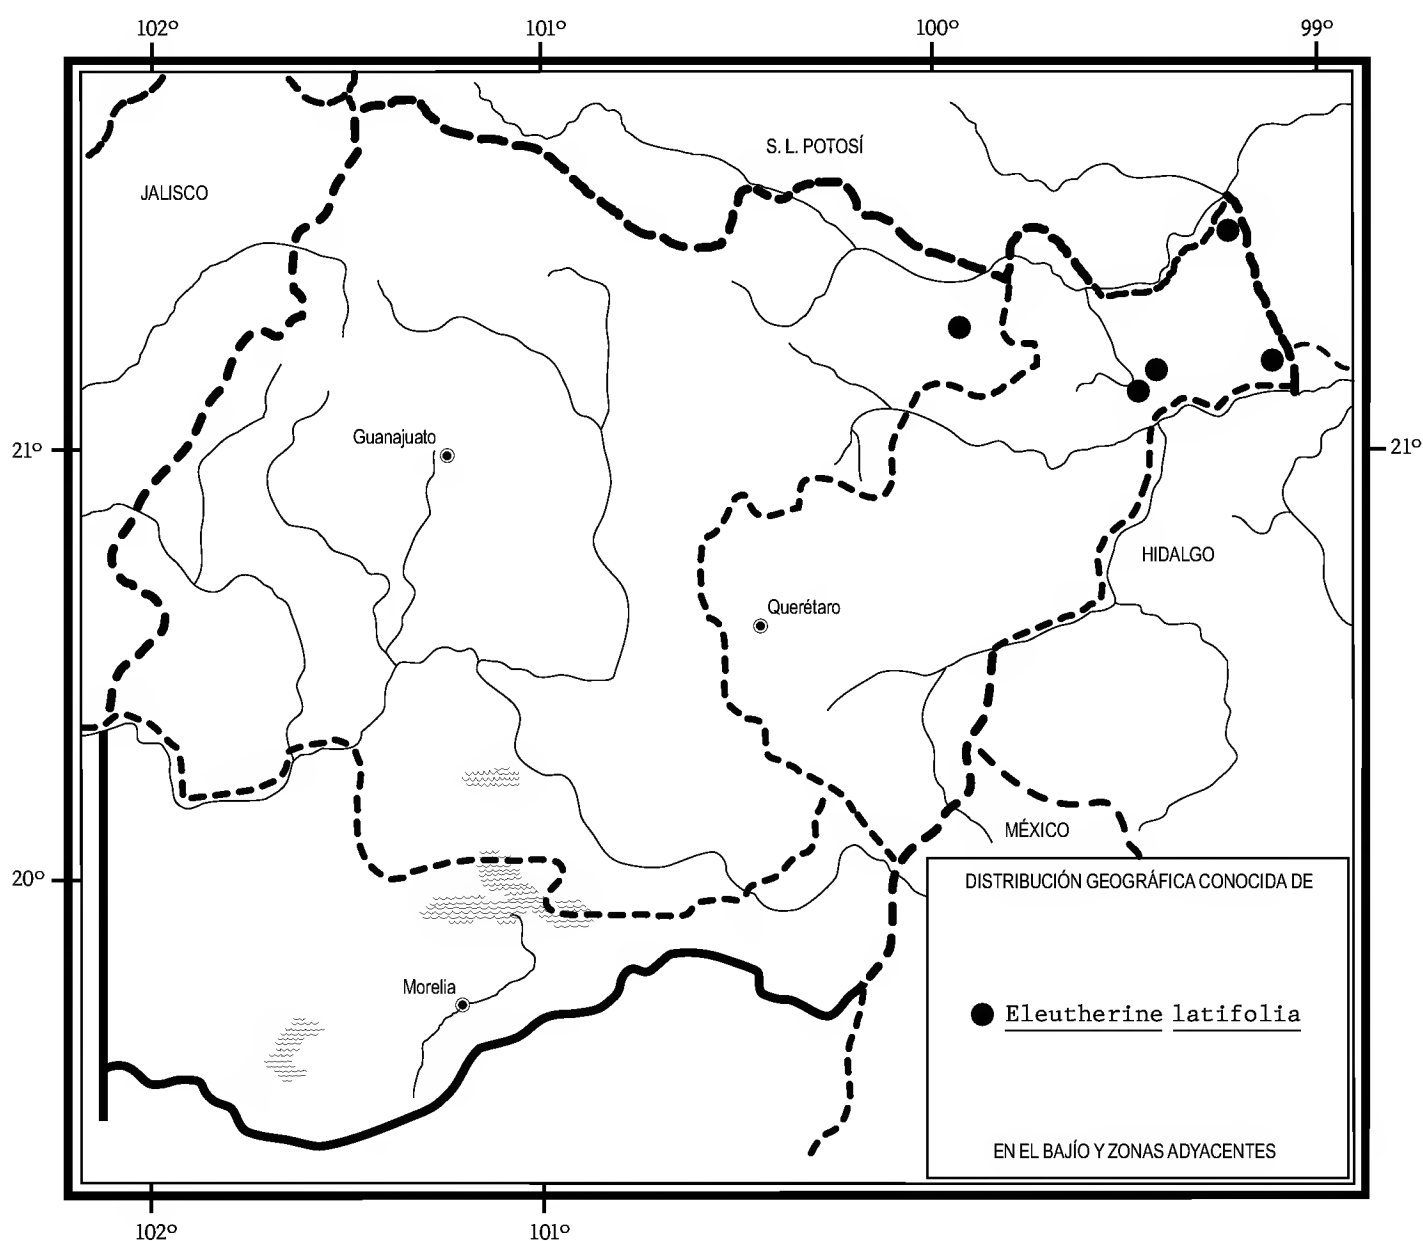 102º 101º 100º 99º
S. L. POTOSÍ
JALISCO
Guanajuato
21º 21º
HIDALGO
Querétaro
MÉXICO
20º
DISTRIBUCIÓN GEOGRÁFICA CONOCIDA DE
Morelia
Eleutherine latifolia
EN EL BAJÍO Y ZONAS ADYACENTES
102º 101º